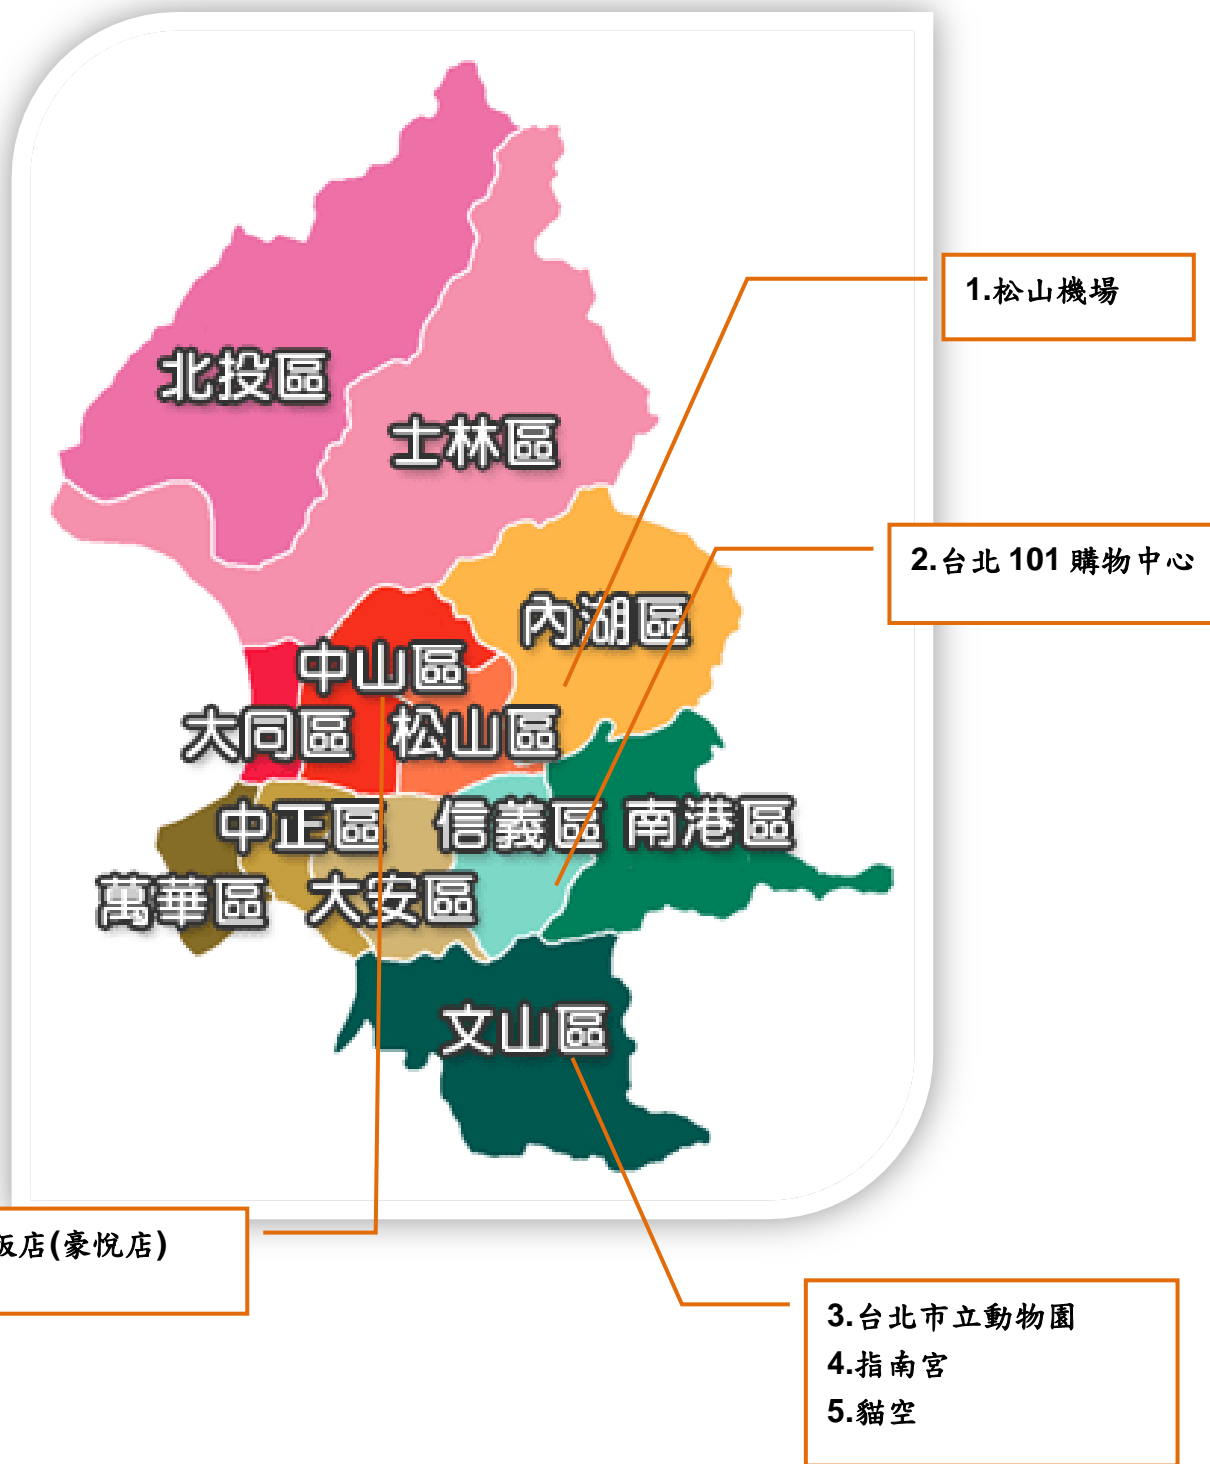 1.松山機場
北投區
士林區
2.台北 101 購物中心
內湖區
中山區
大同區
松山區
中正區
信義區
南港區
萬華區
大安區
文山區
飯店(豪悅店)
3.台北市立動物園
4.指南宮
5.貓空